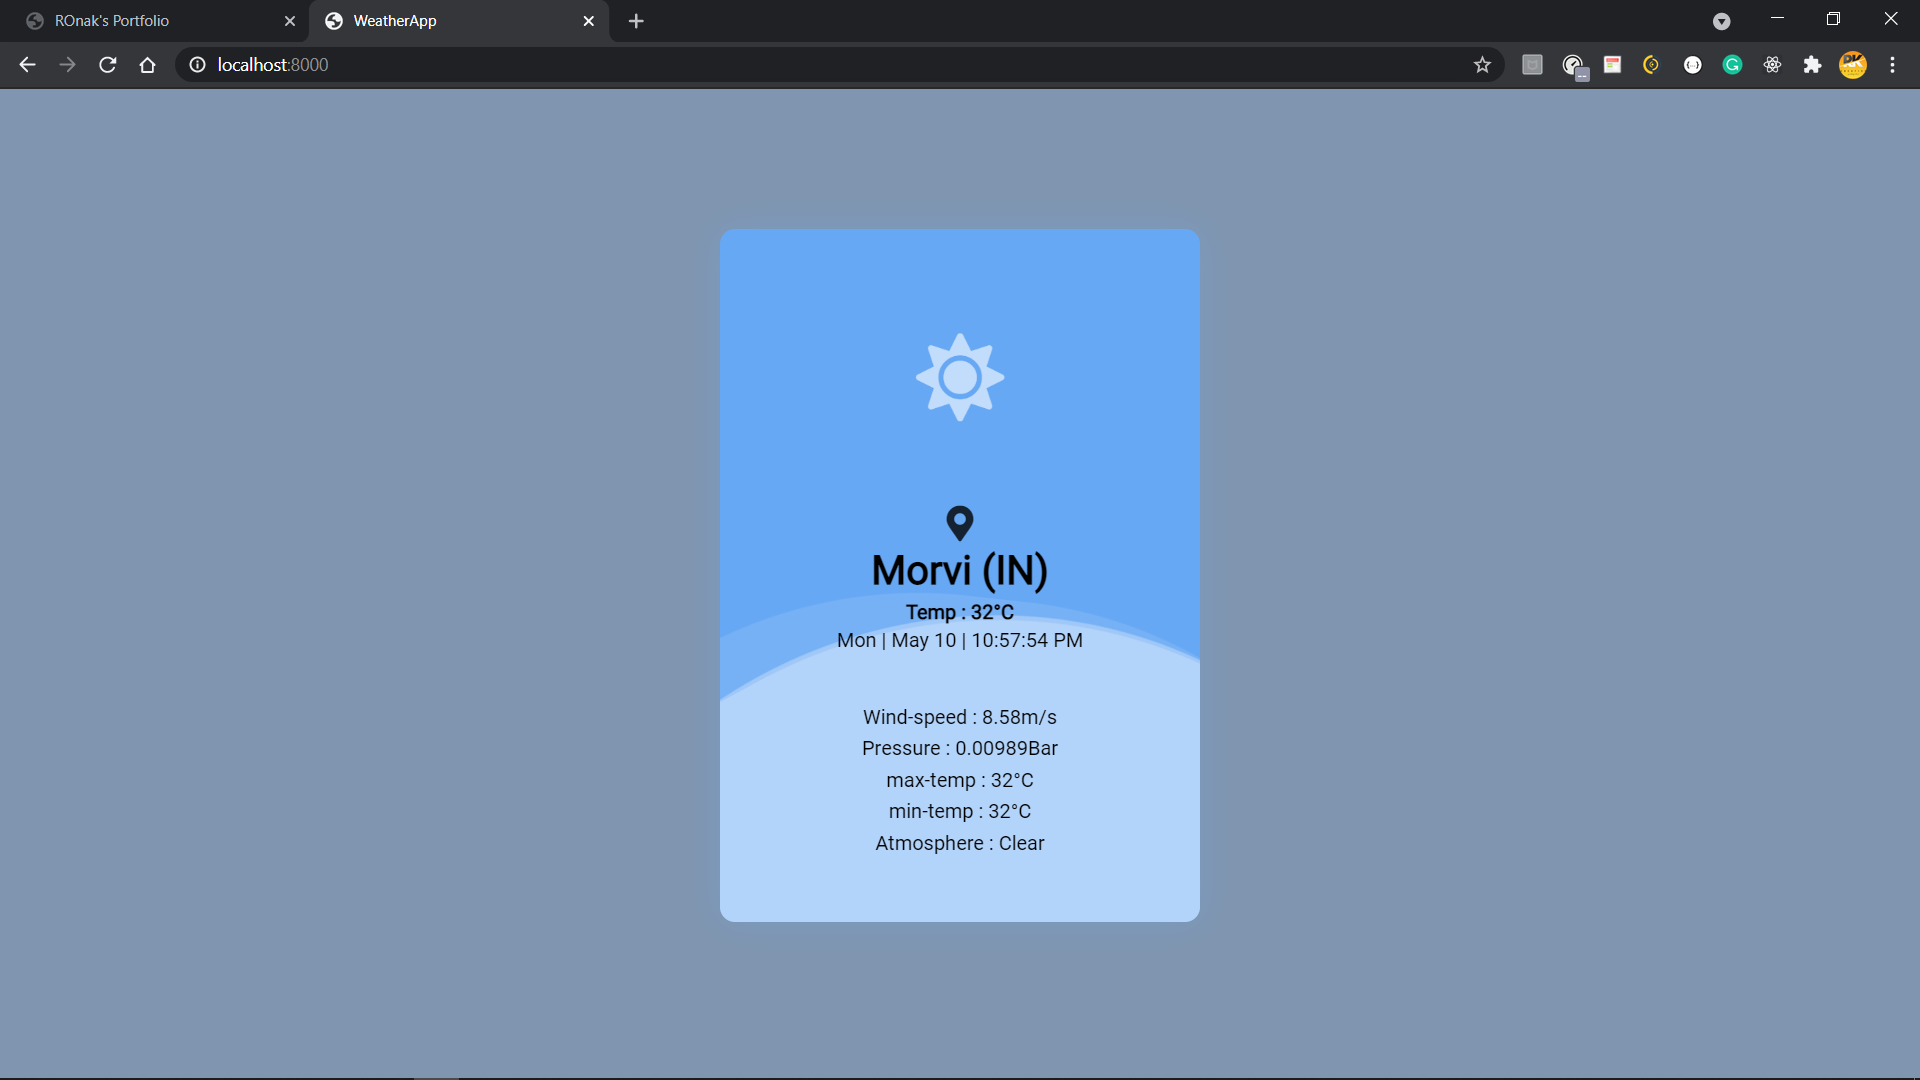 ROnak's Portfolio
WeatherApp
localhost:8000
Morvi (IN)
Temp : 32°C
Mon | May 10 | 10:57:54 PM
Wind-speed : 8.58m/s
Pressure : 0.00989Bar
max-temp : 32°C
min-temp : 32°C
Atmosphere : Clear